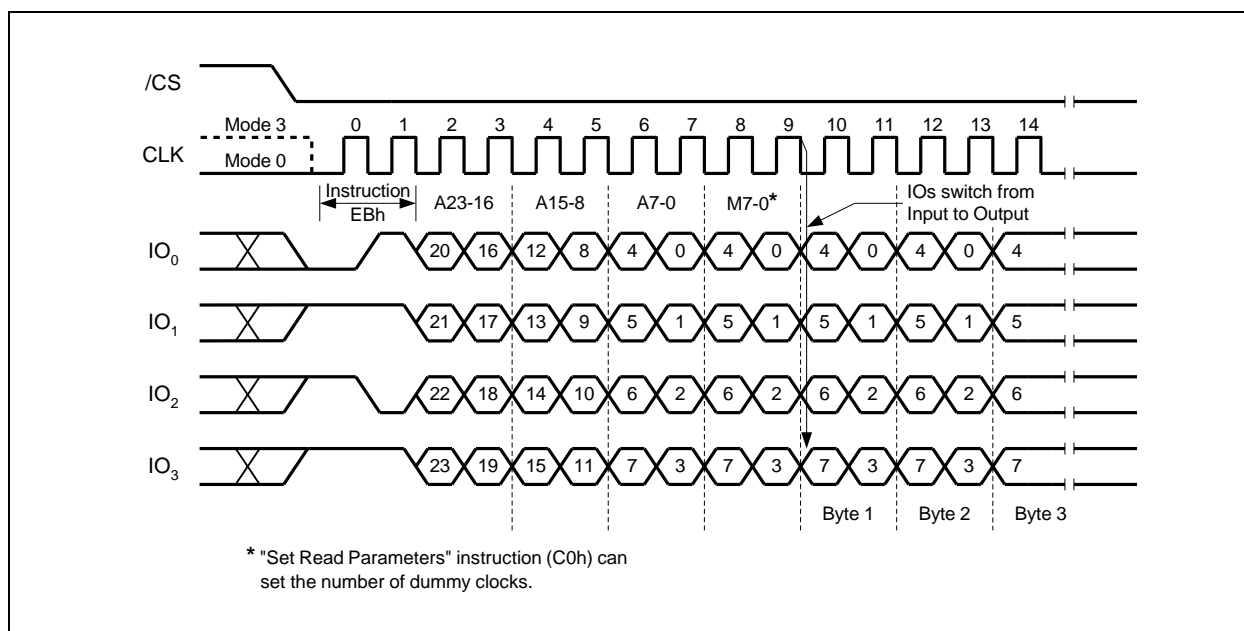 /CS
Mode 3 0 1 2 3 4 5 6 7 8 9 10 11 12 13 14
CLK
Mode 0
Instruction
EBh
A23-16 A15-8 A7-0 M7-0*
IOs switch from
Input to Output
IO0 20 16 12 8 4 0 4 0 4 0 4 0 4
IO1 21 17 13 9 5 1 5 1 5 1 5 1 5
IO2 22 18 14 10 6 2 6 2 6 2 6 2 6
IO3 23 19 15 11 7 3 7 3 7 3 7 3 7
Byte 1 Byte 2 Byte 3
* "Set Read Parameters" instruction (C0h) can
set the number of dummy clocks.